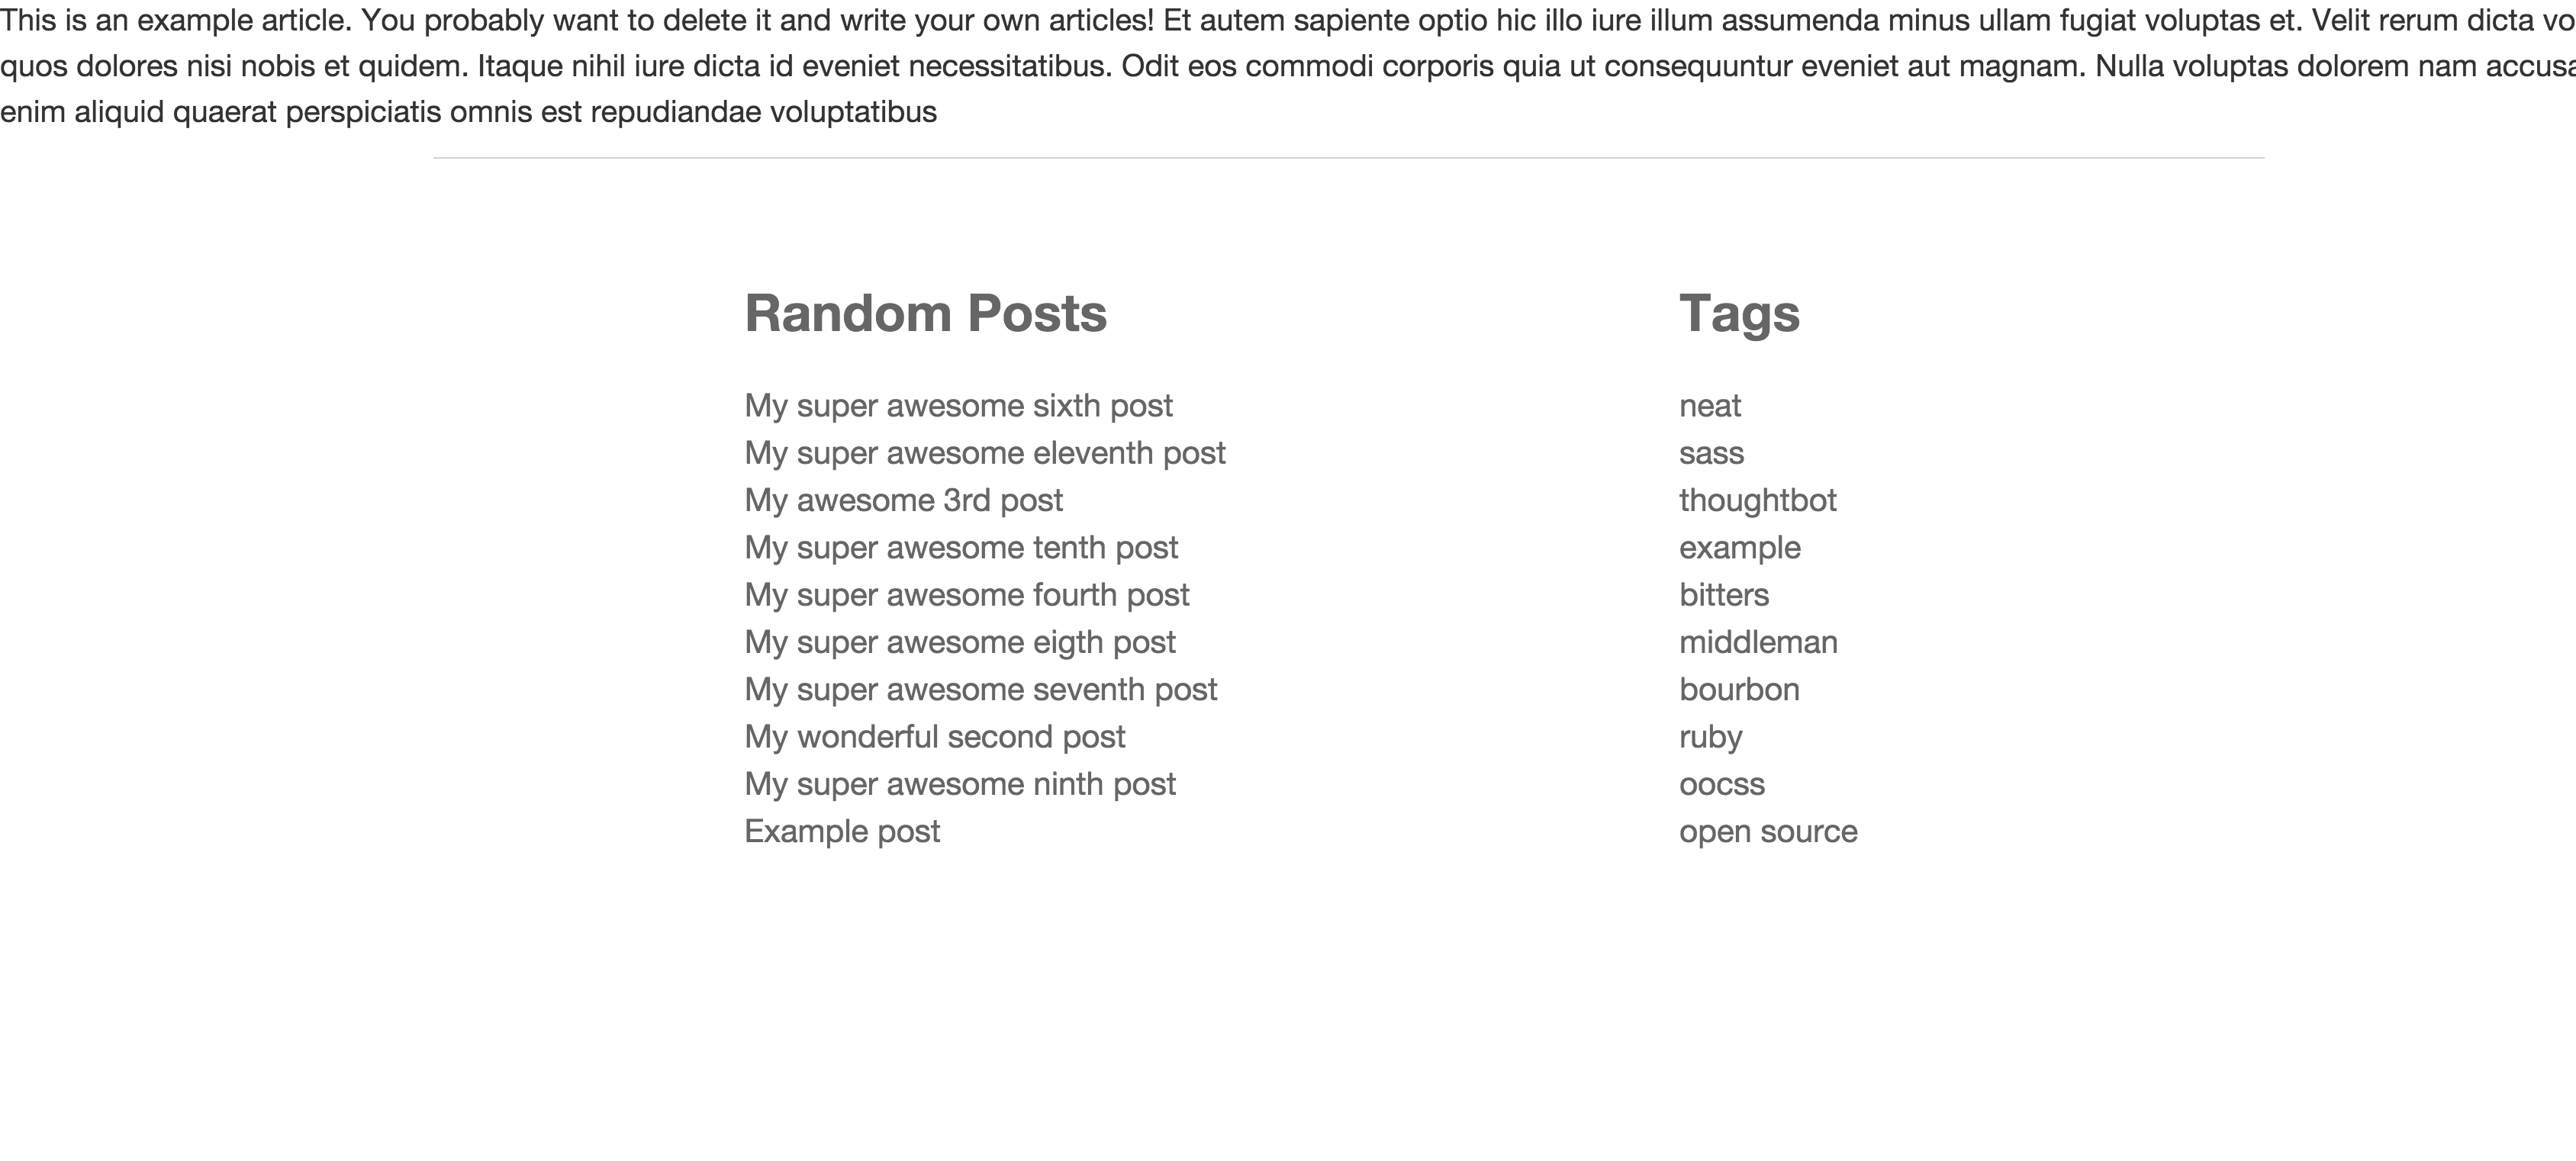 This is an example article. You probably want to delete it and write your own articles! Et autem sapiente optio hic illo iure illum assumenda minus ullam fugiat voluptas et. Velit rerum dicta
quos dolores nisi nobis et quidem. Itaque nihil iure dicta id eveniet necessitatibus. Odit eos commodi corporis quia ut consequuntur eveniet aut magnam. Nulla voluptas dolorem nam
enim aliquid quaerat perspiciatis omnis est repudiandae voluptatibus
Random Posts
My super awesome sixth post
My super awesome eleventh post
My awesome 3rd post
My super awesome tenth post
My super awesome fourth post
My super awesome eigth post
My super awesome seventh post
My wonderful second post
My super awesome ninth post
Example post
Tags
neat
sass
thoughtbot
example
bitters
middleman
bourbon
ruby
oocss
open source